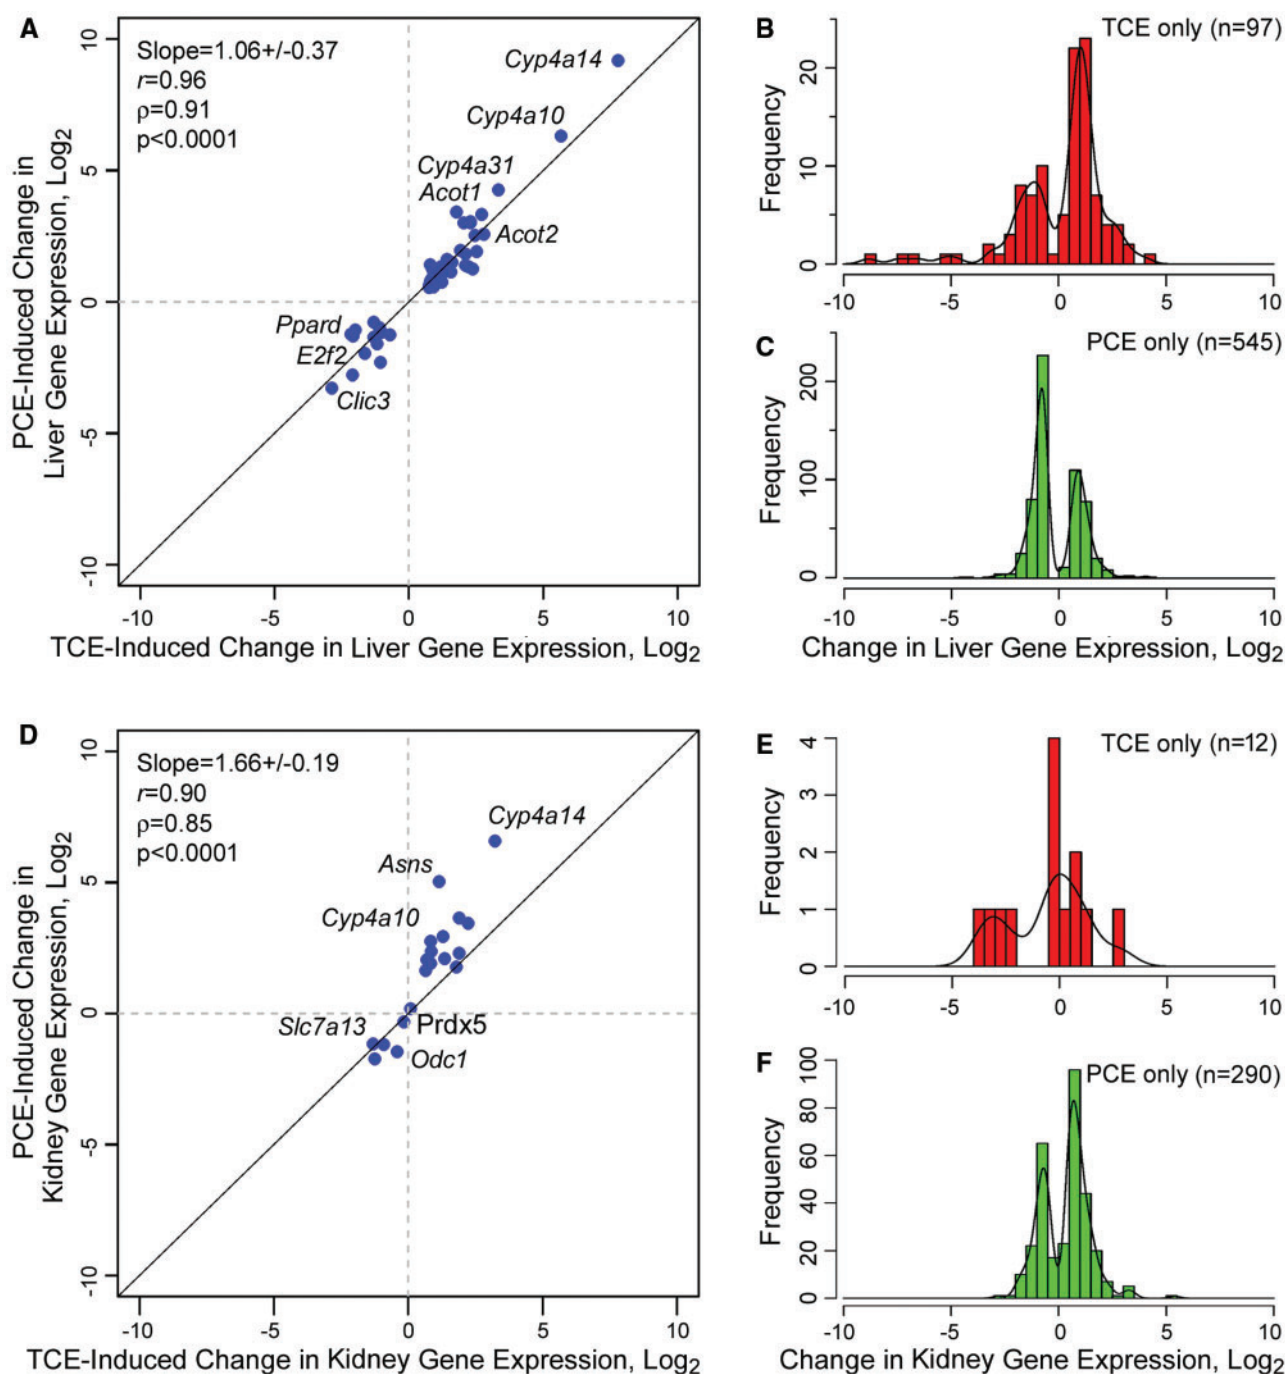 A
Slope=1.06+/-0.37
r=0.96
ρ=0.91
p<0.0001
Cyp4a14
Cyp4a10
Cyp4a31
Acot1
Acot2
Ppard
E2f2
Clic3
10
5
0
-5
-10
PCE-Induced Change in
Liver Gene Expression, Log2
-10 -5 0 5 10
TCE-Induced Change in Liver Gene Expression, Log2
B
TCE only (n=97)
Frequency
20
10
0
-10 -5 0 5 10
C
PCE only (n=545)
Frequency
200
100
0
-10 -5 0 5 10
Change in Liver Gene Expression, Log2
D
Slope=1.66+/-0.19
r=0.90
ρ=0.85
p<0.0001
Cyp4a14
Asns
Cyp4a10
Slc7a13
Prdx5
Odc1
10
5
0
-5
-10
PCE-Induced Change in
Kidney Gene Expression, Log2
-10 -5 0 5 10
TCE-Induced Change in Kidney Gene Expression, Log2
E
TCE only (n=12)
Frequency
4
3
2
1
0
-10 -5 0 5 10
F
PCE only (n=290)
Frequency
100
80
60
40
20
0
-10 -5 0 5 10
Change in Kidney Gene Expression, Log2